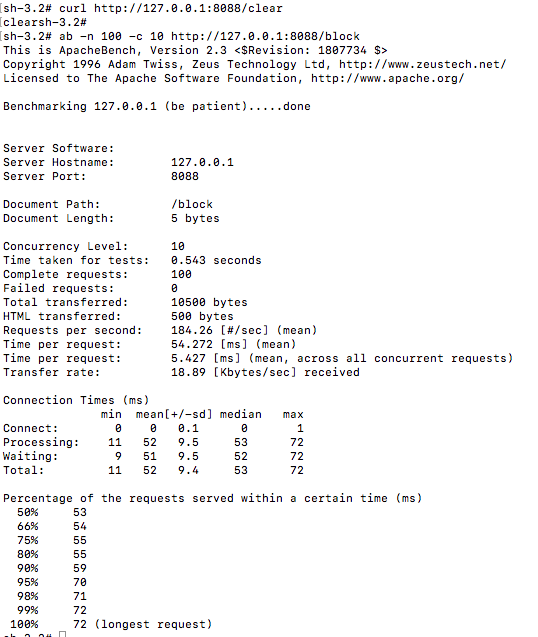 [sh-3.2# curl http://127.0.0.1:8088/clear
clearsh-3.2#
[sh-3.2# ab -n 100 -c 10 http://127.0.0.1:8088/block
This is ApacheBench, Version 2.3 <$Revision: 1807734 $>
Copyright 1996 Adam Twiss, Zeus Technology Ltd, http://www.zeustech.net/
Licensed to The Apache Software Foundation, http://www.apache.org/

Benchmarking 127.0.0.1 (be patient).....done


Server Software:
Server Hostname:        127.0.0.1
Server Port:            8088

Document Path:          /block
Document Length:        5 bytes

Concurrency Level:      10
Time taken for tests:   0.543 seconds
Complete requests:      100
Failed requests:        0
Total transferred:      10500 bytes
HTML transferred:       500 bytes
Requests per second:    184.26 [#/sec] (mean)
Time per request:       54.272 [ms] (mean)
Time per request:       5.427 [ms] (mean, across all concurrent requests)
Transfer rate:          18.89 [Kbytes/sec] received

Connection Times (ms)
              min  mean[+/-sd] median   max
Connect:        0    0   0.1      0       1
Processing:    11   52   9.5     53      72
Waiting:        9   51   9.5     52      72
Total:         11   52   9.4     53      72

Percentage of the requests served within a certain time (ms)
  50%     53
  66%     54
  75%     55
  80%     55
  90%     59
  95%     70
  98%     71
  99%     72
 100%     72 (longest request)
sh-3.2#